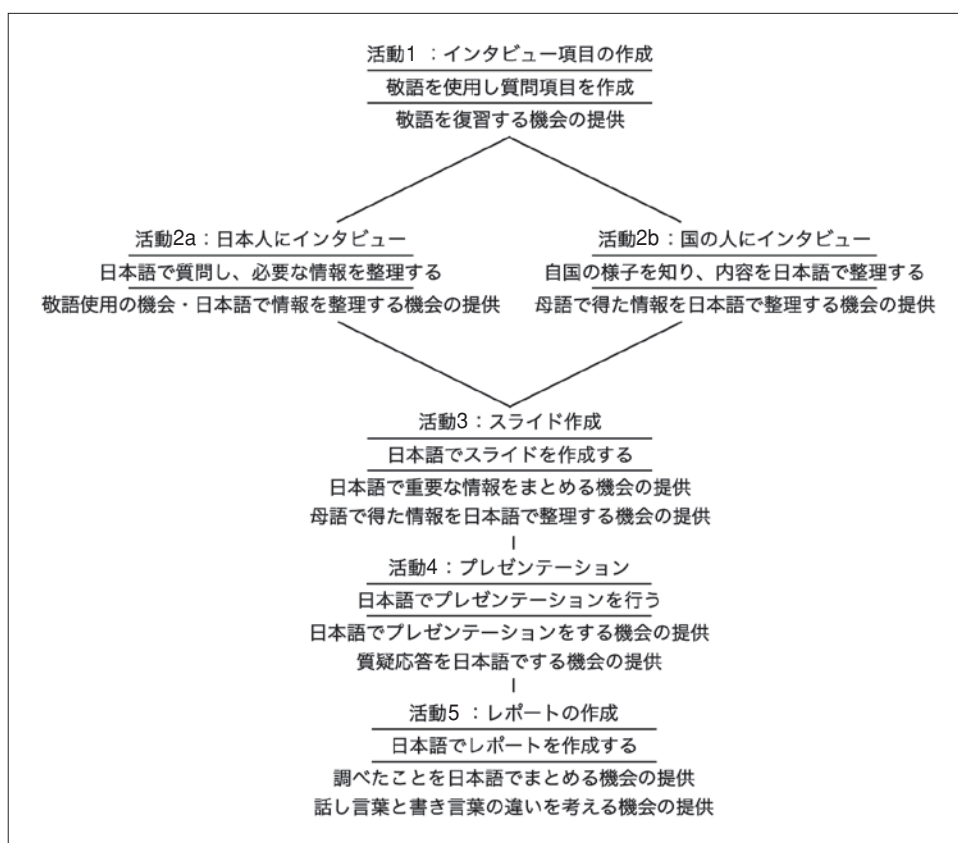 活動1 ：インタビュー項目の作成
敬語を使用し質問項目を作成
敬語を復習する機会の提供
活動2a：日本人にインタビュー
日本語で質問し、必要な情報を整理する
敬語使用の機会・日本語で情報を整理する機会の提供
活動2b：国の人にインタビュー
自国の様子を知り、内容を日本語で整理する
母語で得た情報を日本語で整理する機会の提供
活動3：スライド作成
日本語でスライドを作成する
日本語で重要な情報をまとめる機会の提供
母語で得た情報を日本語で整理する機会の提供
活動4：プレゼンテーション
日本語でプレゼンテーションを行う
日本語でプレゼンテーションをする機会の提供
質疑応答を日本語でする機会の提供
活動5 ：レポートの作成
日本語でレポートを作成する
調べたことを日本語でまとめる機会の提供
話し言葉と書き言葉の違いを考える機会の提供